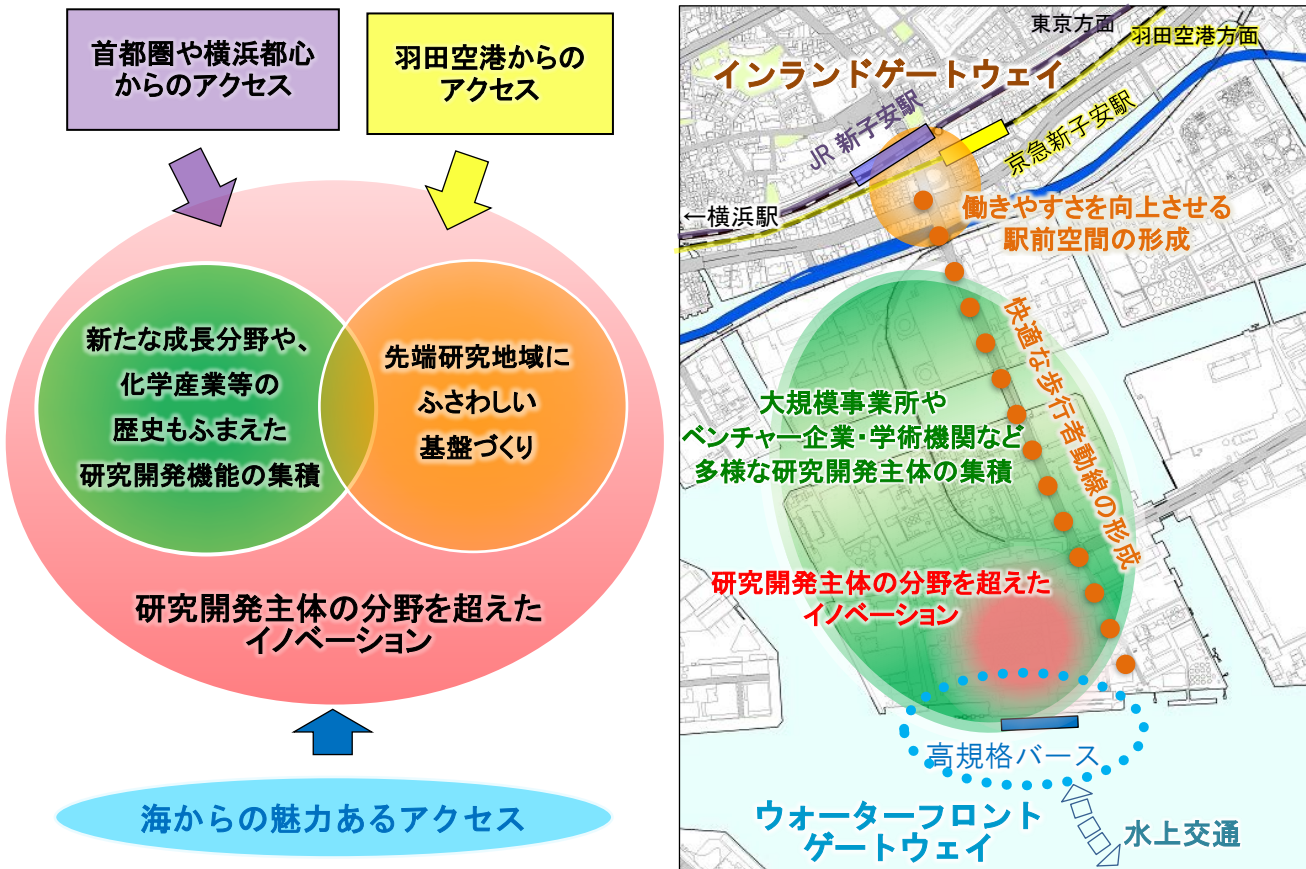 首都圏や横浜都心
からのアクセス
羽田空港からの
アクセス
新たな成長分野や、
化学産業等の
歴史もふまえた
研究開発機能の集積
先端研究地域に
ふさわしい
基盤づくり
研究開発主体の分野を超えた
イノベーション
海からの魅力あるアクセス
東京方面
羽田空港方面
インランドゲートウェイ
JR 新子安駅
京急新子安駅
←横浜駅
働きやすさを向上させる
駅前空間の形成
快適な歩行者動線の形成
大規模事業所や
ベンチャー企業・学術機関など
多様な研究開発主体の集積
研究開発主体の分野を超えた
イノベーション
高規格バース
ウォーターフロント
ゲートウェイ
水上交通